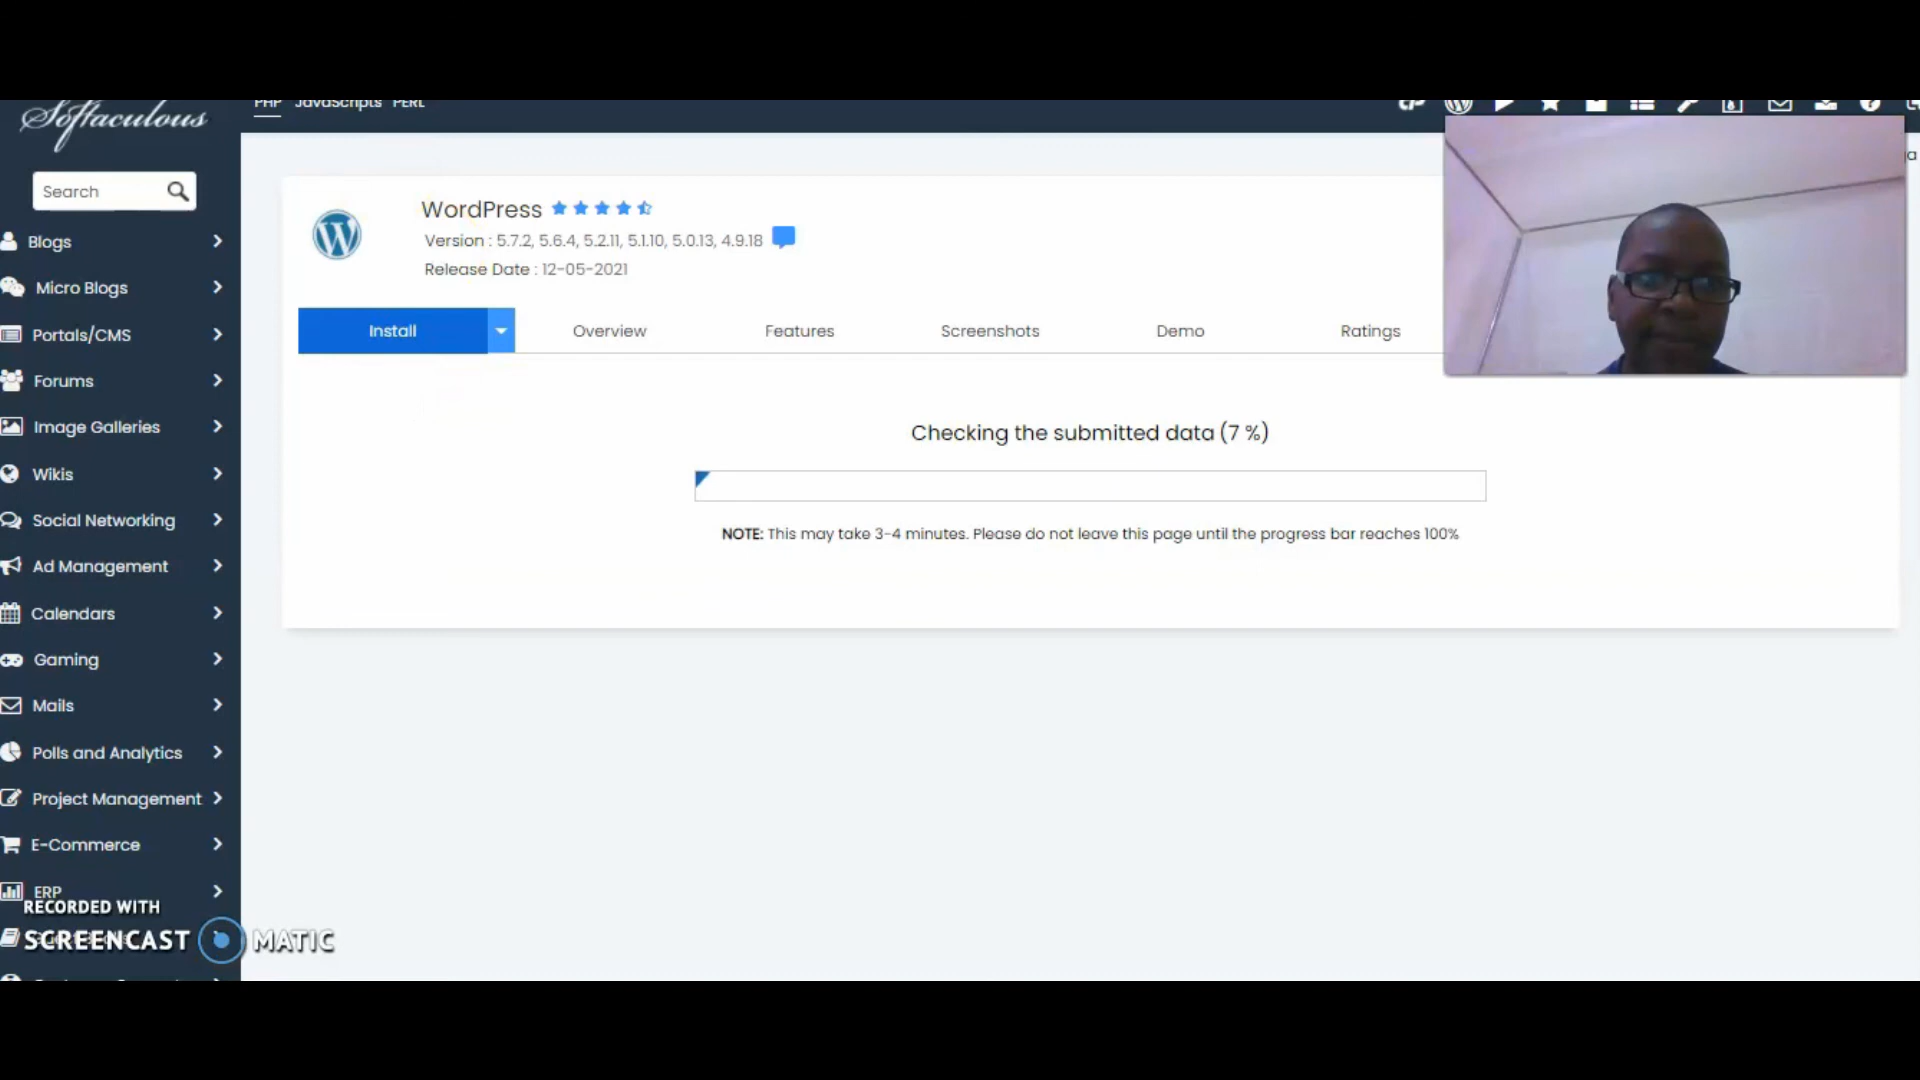 Softaculous
PHP JavaScripts PERL
Search
Blogs
Micro Blogs
Portals/CMS
Forums
Image Galleries
Wikis
Social Networking
Ad Management
Calendars
Gaming
Mails
Polls and Analytics
Project Management
E-Commerce
ERP
WordPress
Version : 5.7.2, 5.6.4, 5.2.11, 5.1.10, 5.0.13, 4.9.18
Release Date : 12-05-2021
Install Overview Features Screenshots Demo Ratings
Checking the submitted data (7 %)
NOTE: This may take 3-4 minutes. Please do not leave this page until the progress bar reaches 100%
RECORDED WITH
SCREENCAST MATIC